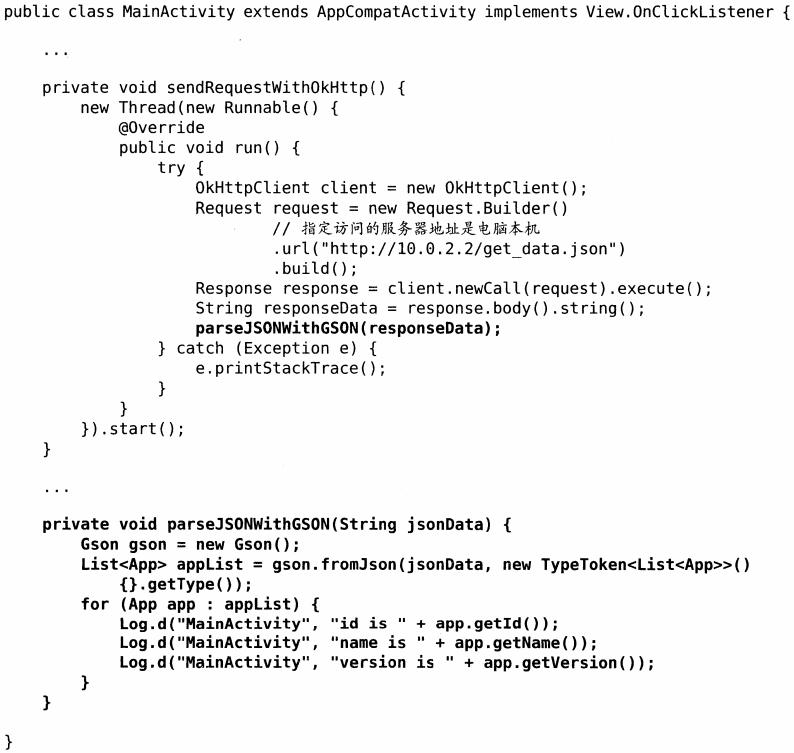 public class MainActivity extends AppCompatActivity implements View.OnClickListener {
    ...
    private void sendRequestWithOkHttp() {
        new Thread(new Runnable() {
            @Override
            public void run() {
                try {
                    OkHttpClient client = new OkHttpClient();
                    Request request = new Request.Builder()
                            // 指定访问的服务器地址是电脑本机
                            .url("http://10.0.2.2/get_data.json")
                            .build();
                    Response response = client.newCall(request).execute();
                    String responseData = response.body().string();
                    parseJSONWithGSON(responseData);
                } catch (Exception e) {
                    e.printStackTrace();
                }
            }
        }).start();
    }
    ...
    private void parseJSONWithGSON(String jsonData) {
        Gson gson = new Gson();
        List<App> appList = gson.fromJson(jsonData, new TypeToken<List<App>>()
            {}.getType());
        for (App app : appList) {
            Log.d("MainActivity", "id is " + app.getId());
            Log.d("MainActivity", "name is " + app.getName());
            Log.d("MainActivity", "version is " + app.getVersion());
        }
    }
}